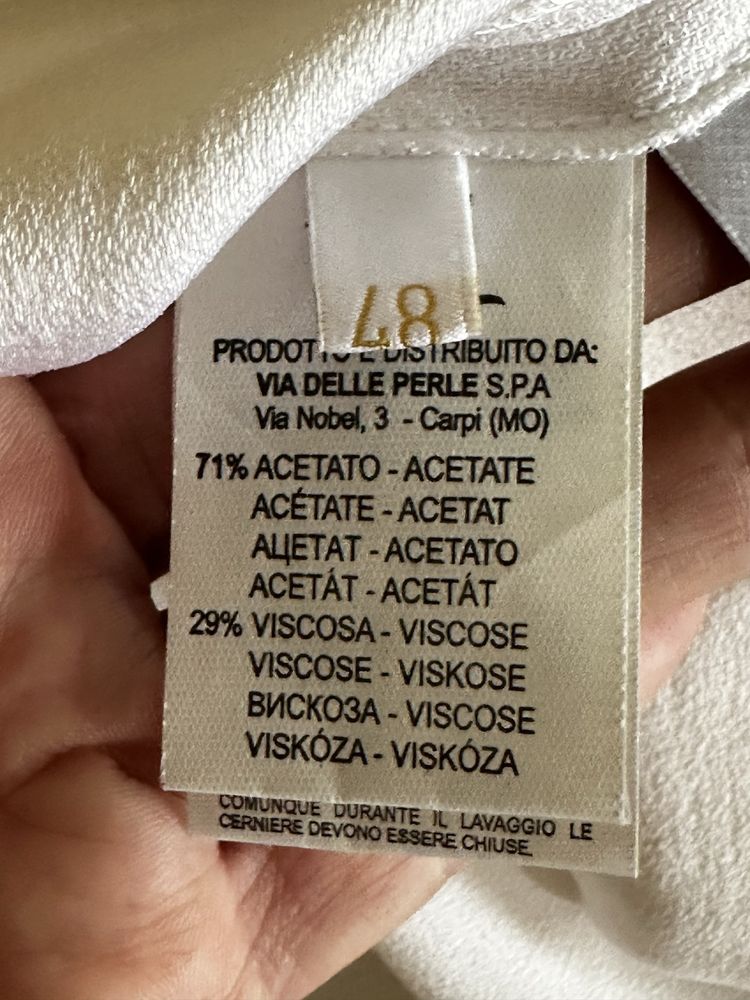 48
PRODOTTO E DISTRIBUITO DA:
VIA DELLE PERLE S.P.A
Via Nobel, 3 - Carpi (MO)
71% ACETATO - ACETATE
ACÉTATE - ACETAT
АЦЕТАТ - ACETATO
ACETÁT - ACETÁT
29% VISCOSA - VISCOSE
VISCOSE - VISKOSE
ВИСКОЗА - VISCOSE
VISKÓZA - VISKÓZA
COMUNQUE DURANTE IL LAVAGGIO LE
CERNIERE DEVONO ESSERE CHIUSE